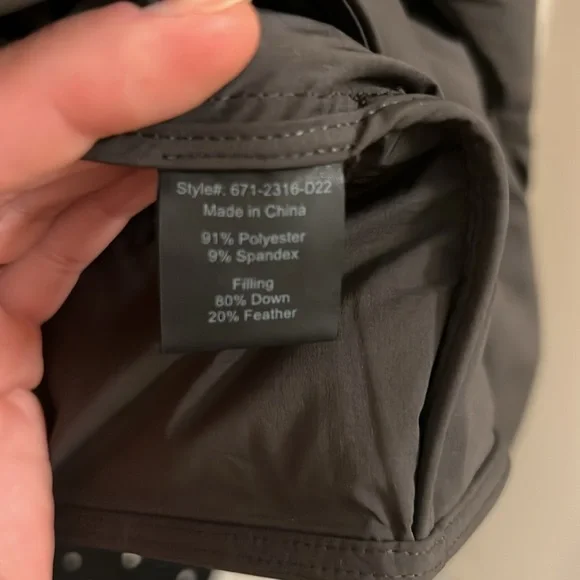 Style#. 671-2316-D22
Made in China
91% Polyester
9% Spandex
Filling
80% Down
20% Feather